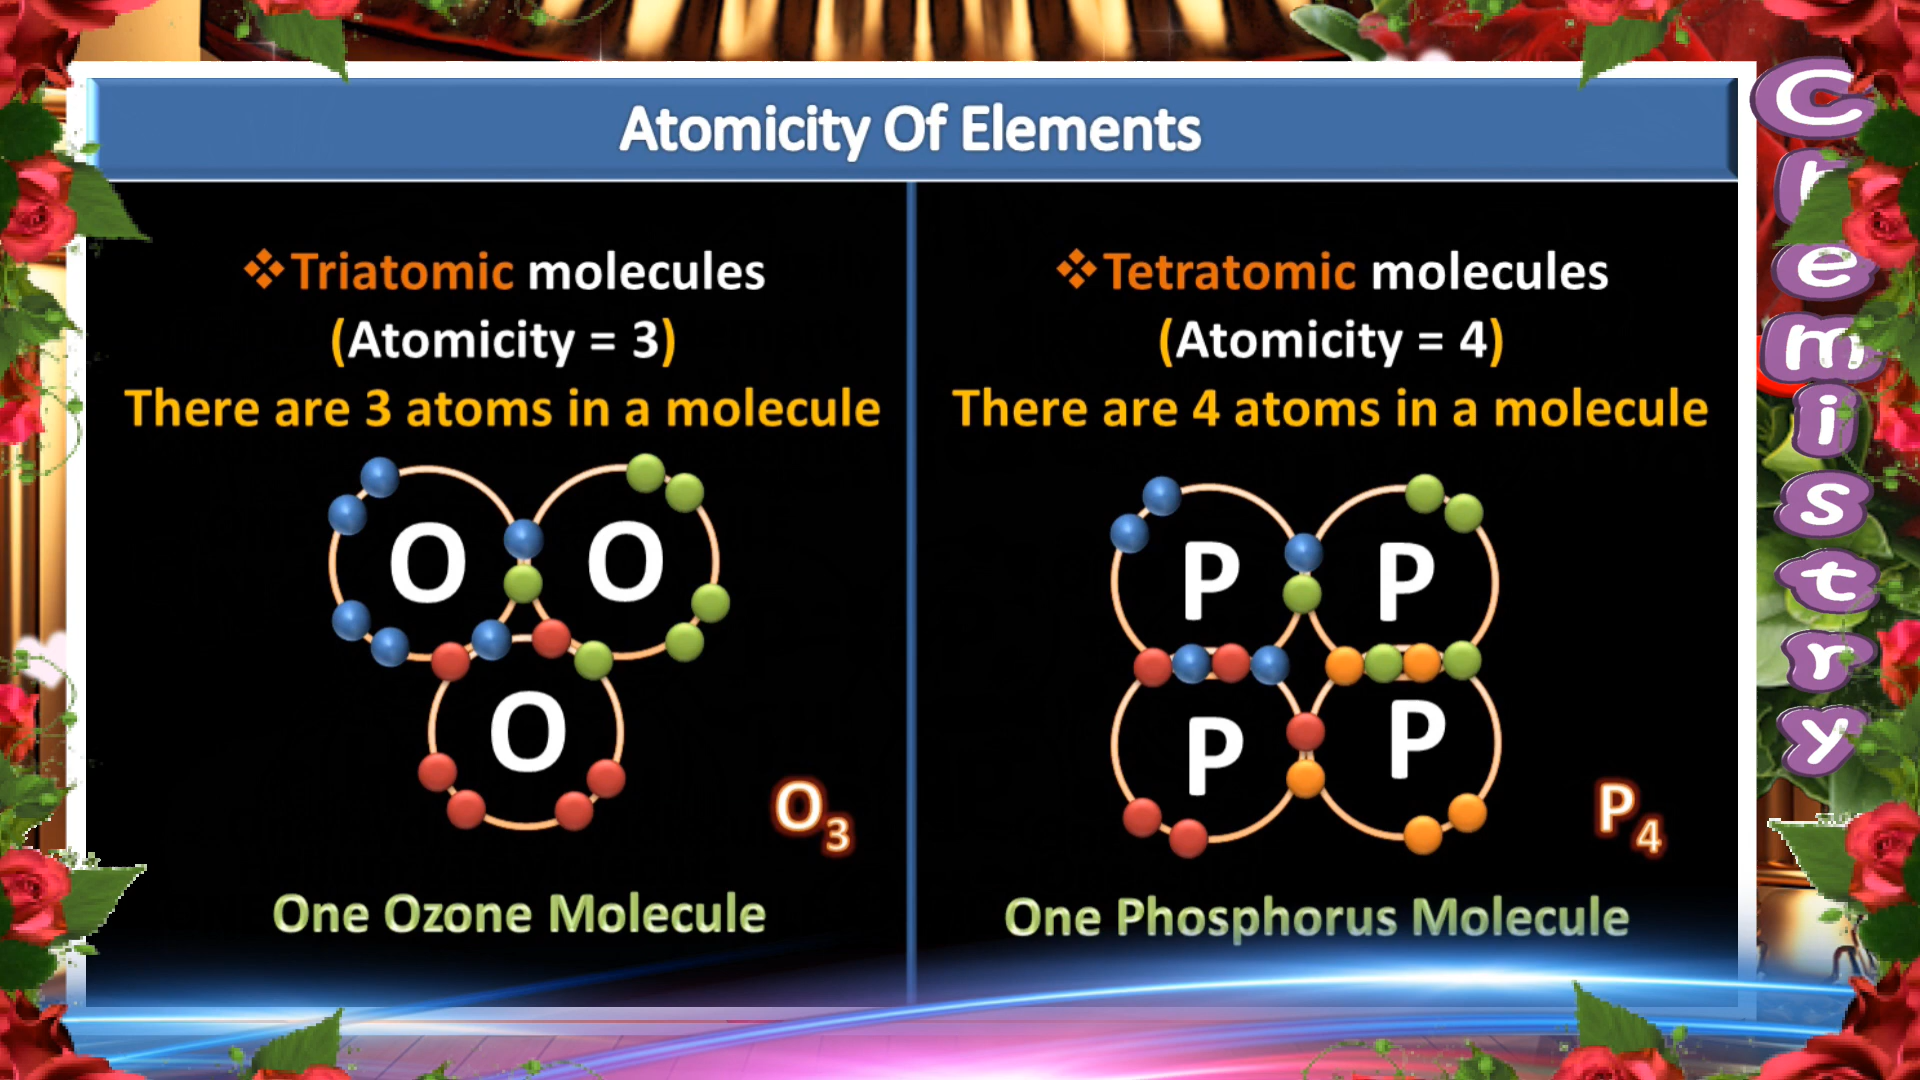 Atomicity Of Elements
❖Triatomic molecules
(Atomicity = 3)
There are 3 atoms in a molecule
O O
O
O₃
One Ozone Molecule
❖Tetratomic molecules
(Atomicity = 4)
There are 4 atoms in a molecule
P P
P P
P₄
One Phosphorus Molecule
Cremistry